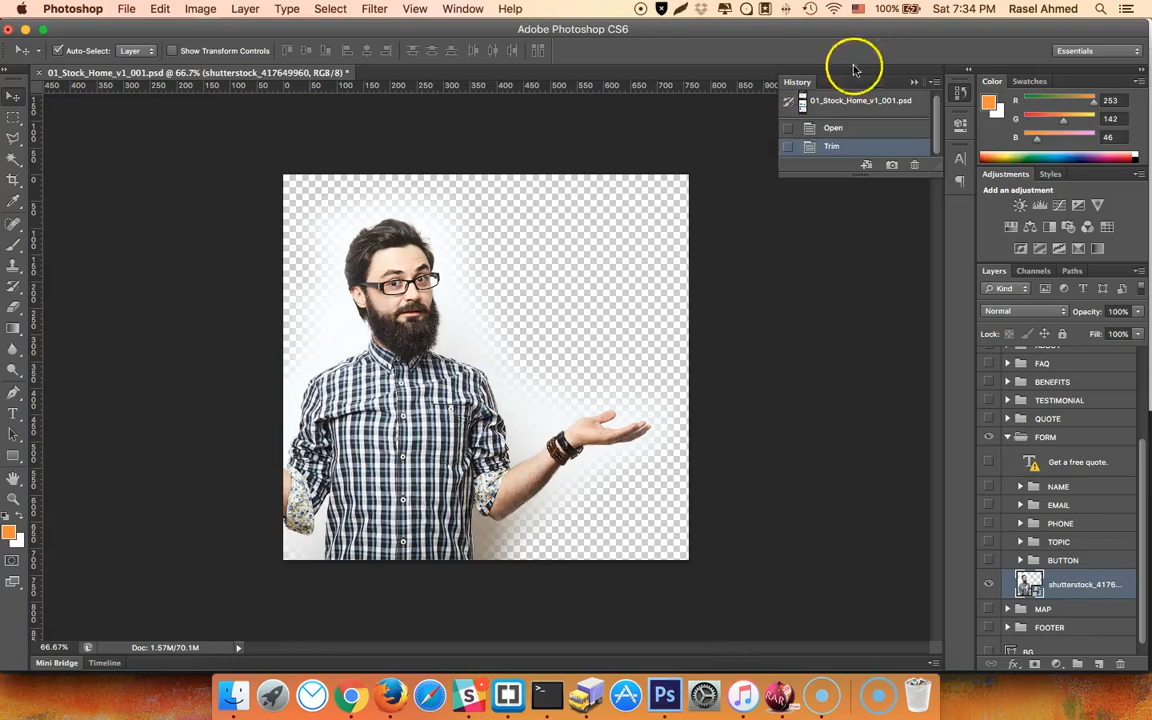 Photoshop File Edit Image Layer Type Select Filter View Window Help 100% Sat 7:34 PM Rasel Ahmed
Adobe Photoshop CS6
Auto-Select: Layer Show Transform Controls Essentials
01_Stock_Home_v1_001.psd @ 66.7% (shutterstock_417649960, RGB/8) *
History
01_Stock_Home_v1_001.psd
Open
Trim
Color Swatches
R 253
G 142
B 46
Adjustments Styles
Add an adjustment
Layers Channels Paths
Kind
Normal Opacity: 100%
Lock: Fill: 100%
FAQ
BENEFITS
TESTIMONIAL
QUOTE
FORM
Get a free quote.
NAME
EMAIL
PHONE
TOPIC
BUTTON
shutterstock_4176...
MAP
FOOTER
BG
66.67% Doc: 1.57M/70.1M
Mini Bridge Timeline